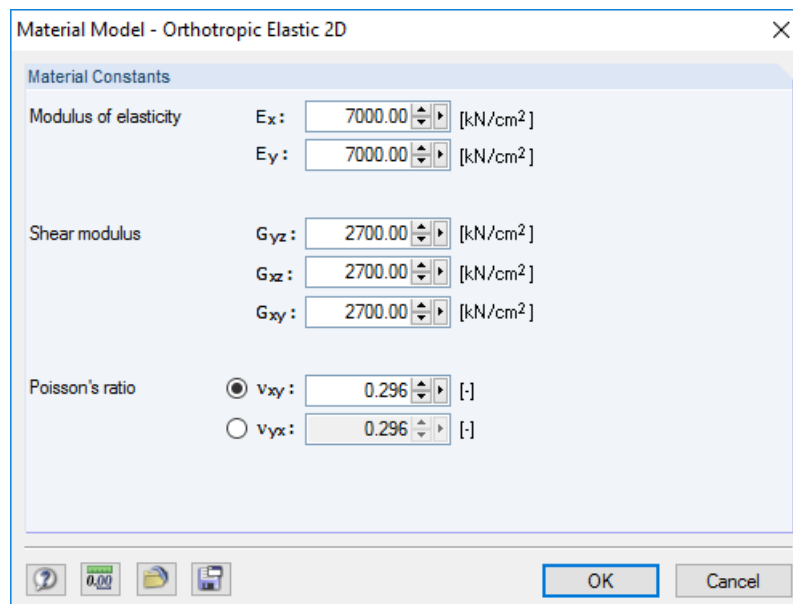 Material Model - Orthotropic Elastic 2D
Material Constants
Modulus of elasticity Ex: 7000.00 [kN/cm²]
Ey: 7000.00 [kN/cm²]
Shear modulus Gyz: 2700.00 [kN/cm²]
Gxz: 2700.00 [kN/cm²]
Gxy: 2700.00 [kN/cm²]
Poisson's ratio νxy: 0.296 [-]
νyx: 0.296 [-]
0.00 OK Cancel